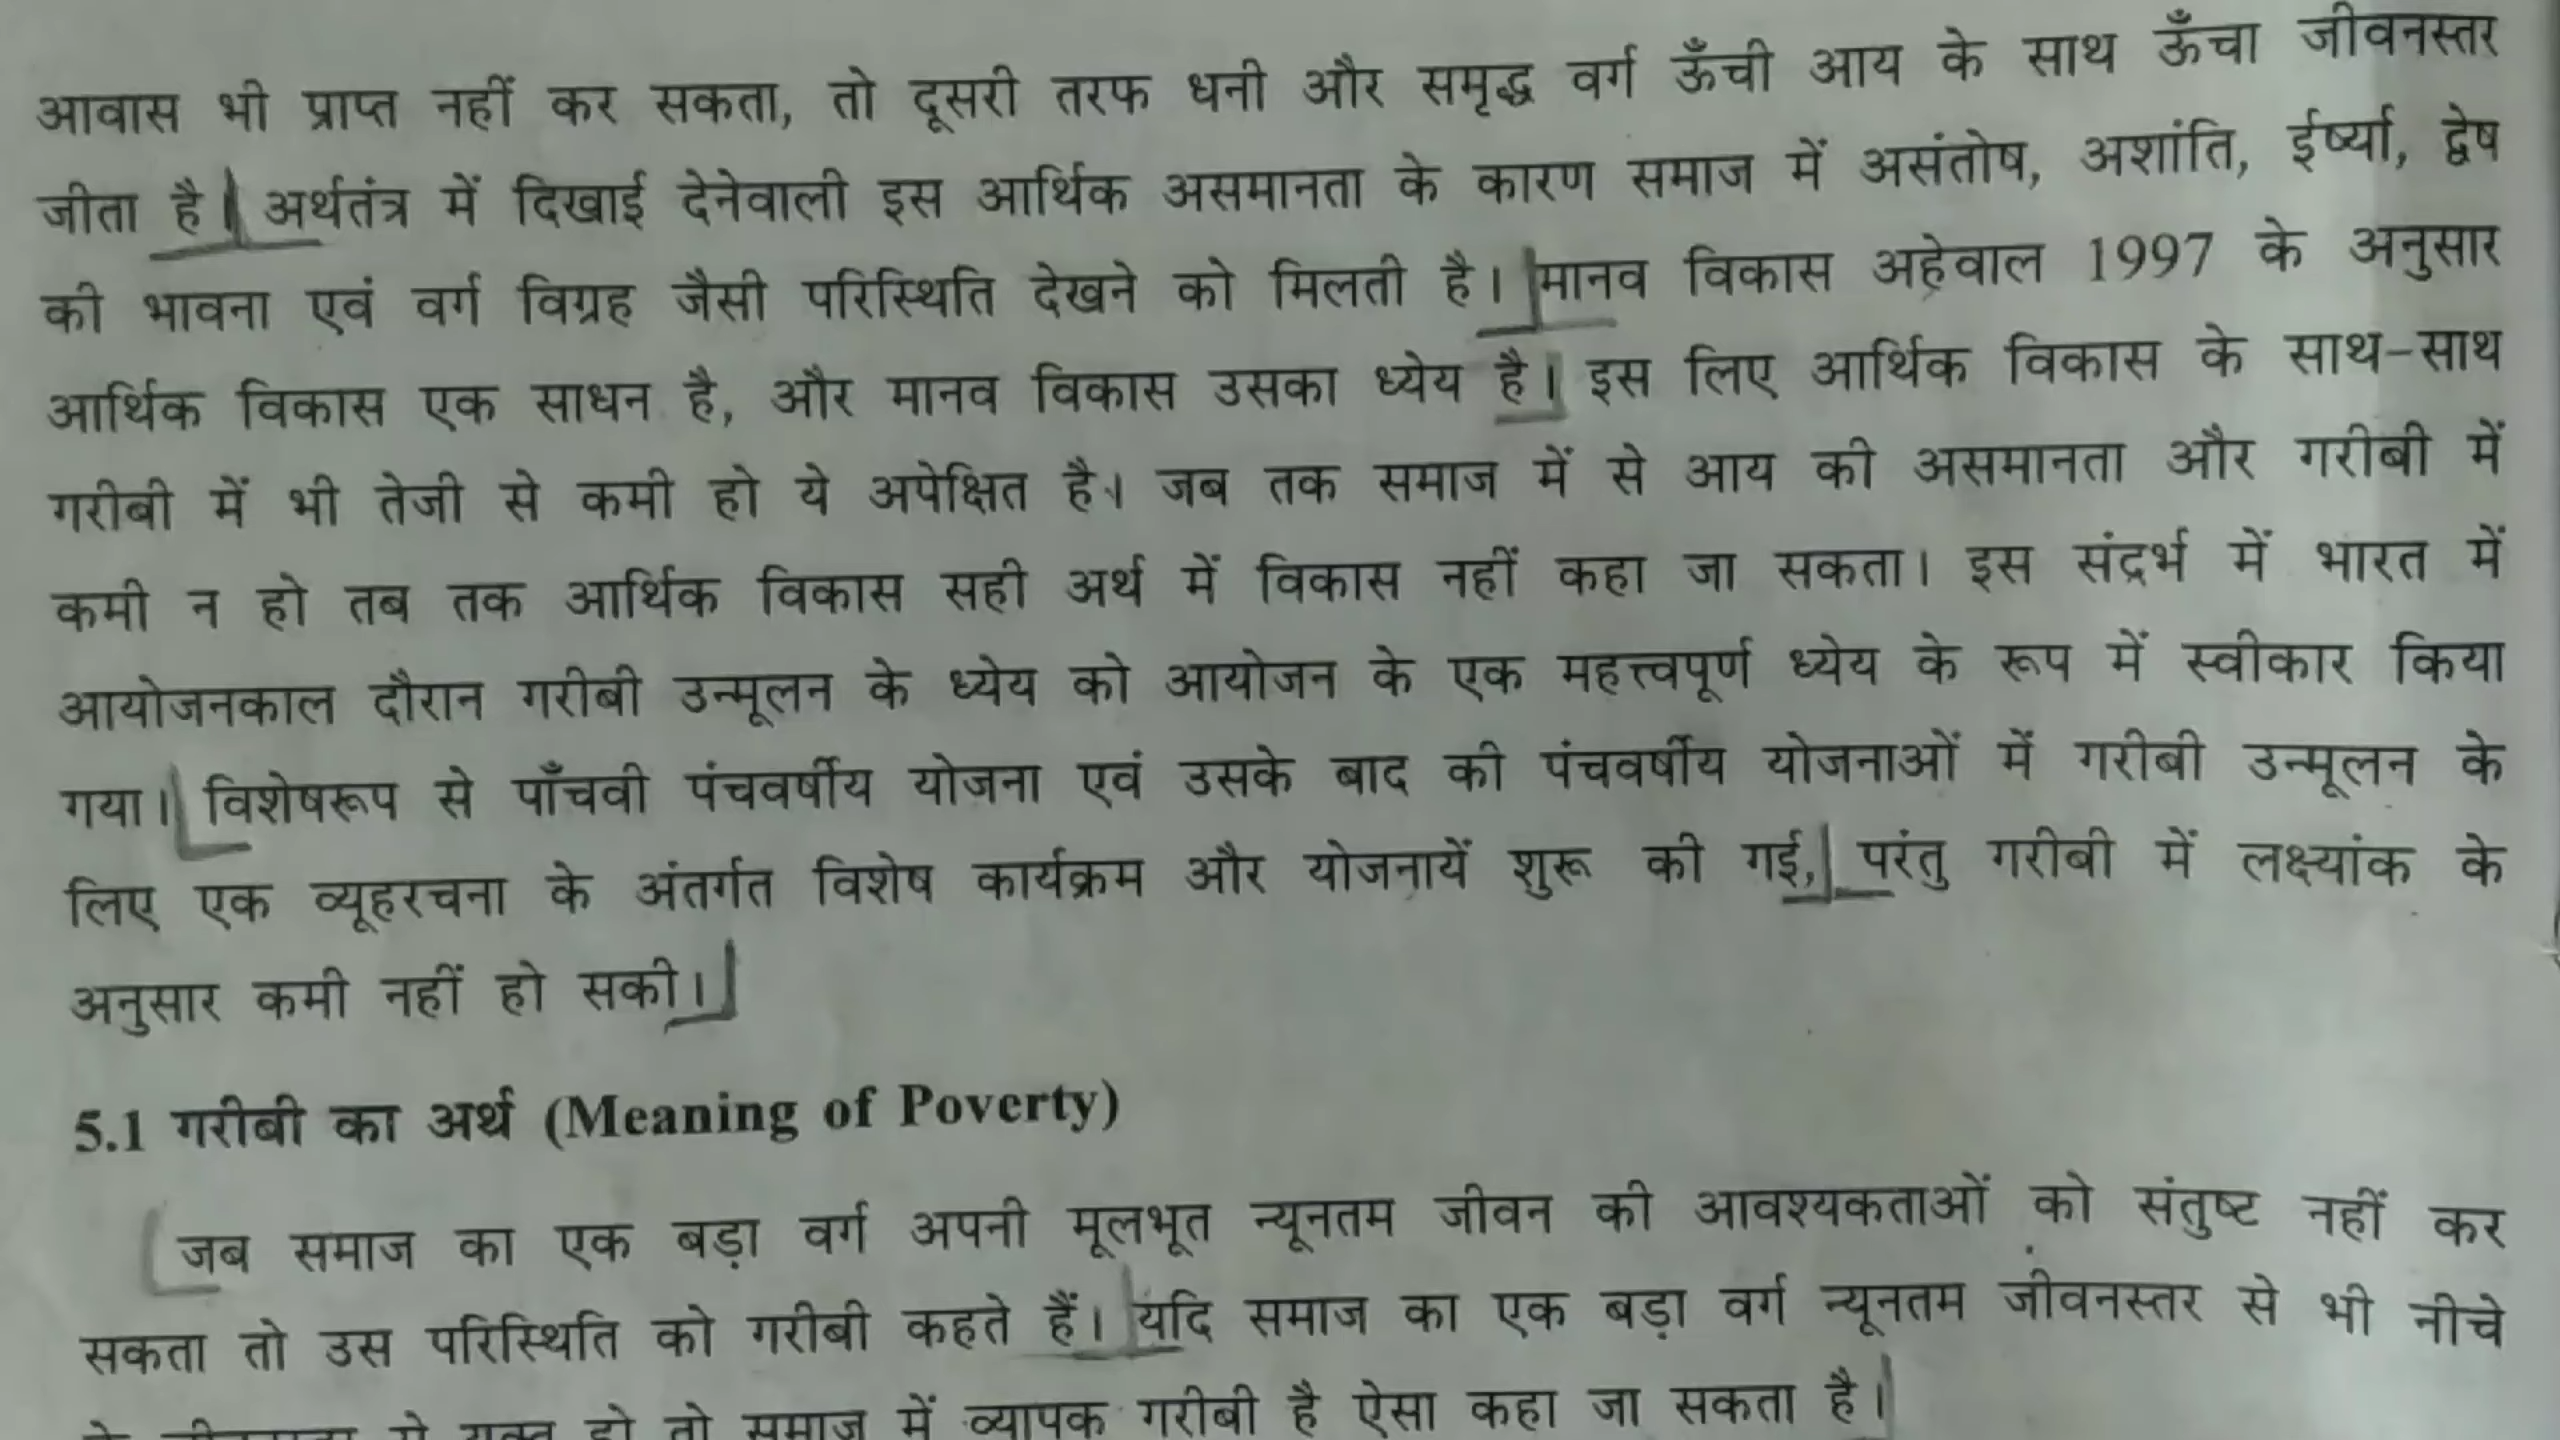 आवास भी प्राप्त नहीं कर सकता, तो दूसरी तरफ धनी और समृद्ध वर्ग ऊँची आय के साथ ऊँचा जीवनस्तर
जीता है। अर्थतंत्र में दिखाई देनेवाली इस आर्थिक असमानता के कारण समाज में असंतोष, अशांति, ईर्ष्या, द्वेष
की भावना एवं वर्ग विग्रह जैसी परिस्थिति देखने को मिलती है। मानव विकास अहेवाल 1997 के अनुसार
आर्थिक विकास एक साधन है, और मानव विकास उसका ध्येय है। इस लिए आर्थिक विकास के साथ-साथ
गरीबी में भी तेजी से कमी हो ये अपेक्षित है। जब तक समाज में से आय की असमानता और गरीबी में
कमी न हो तब तक आर्थिक विकास सही अर्थ में विकास नहीं कहा जा सकता। इस संदर्भ में भारत में
आयोजनकाल दौरान गरीबी उन्मूलन के ध्येय को आयोजन के एक महत्त्वपूर्ण ध्येय के रूप में स्वीकार किया
गया। विशेषरूप से पाँचवी पंचवर्षीय योजना एवं उसके बाद की पंचवर्षीय योजनाओं में गरीबी उन्मूलन के
लिए एक व्यूहरचना के अंतर्गत विशेष कार्यक्रम और योजनायें शुरू की गई, परंतु गरीबी में लक्ष्यांक के
अनुसार कमी नहीं हो सकी।
5.1 गरीबी का अर्थ (Meaning of Poverty)
जब समाज का एक बड़ा वर्ग अपनी मूलभूत न्यूनतम जीवन की आवश्यकताओं को संतुष्ट नहीं कर
सकता तो उस परिस्थिति को गरीबी कहते हैं। यदि समाज का एक बड़ा वर्ग न्यूनतम जीवनस्तर से भी नीचे
हो तो समाज में व्यापक गरीबी है ऐसा कहा जा सकता है।